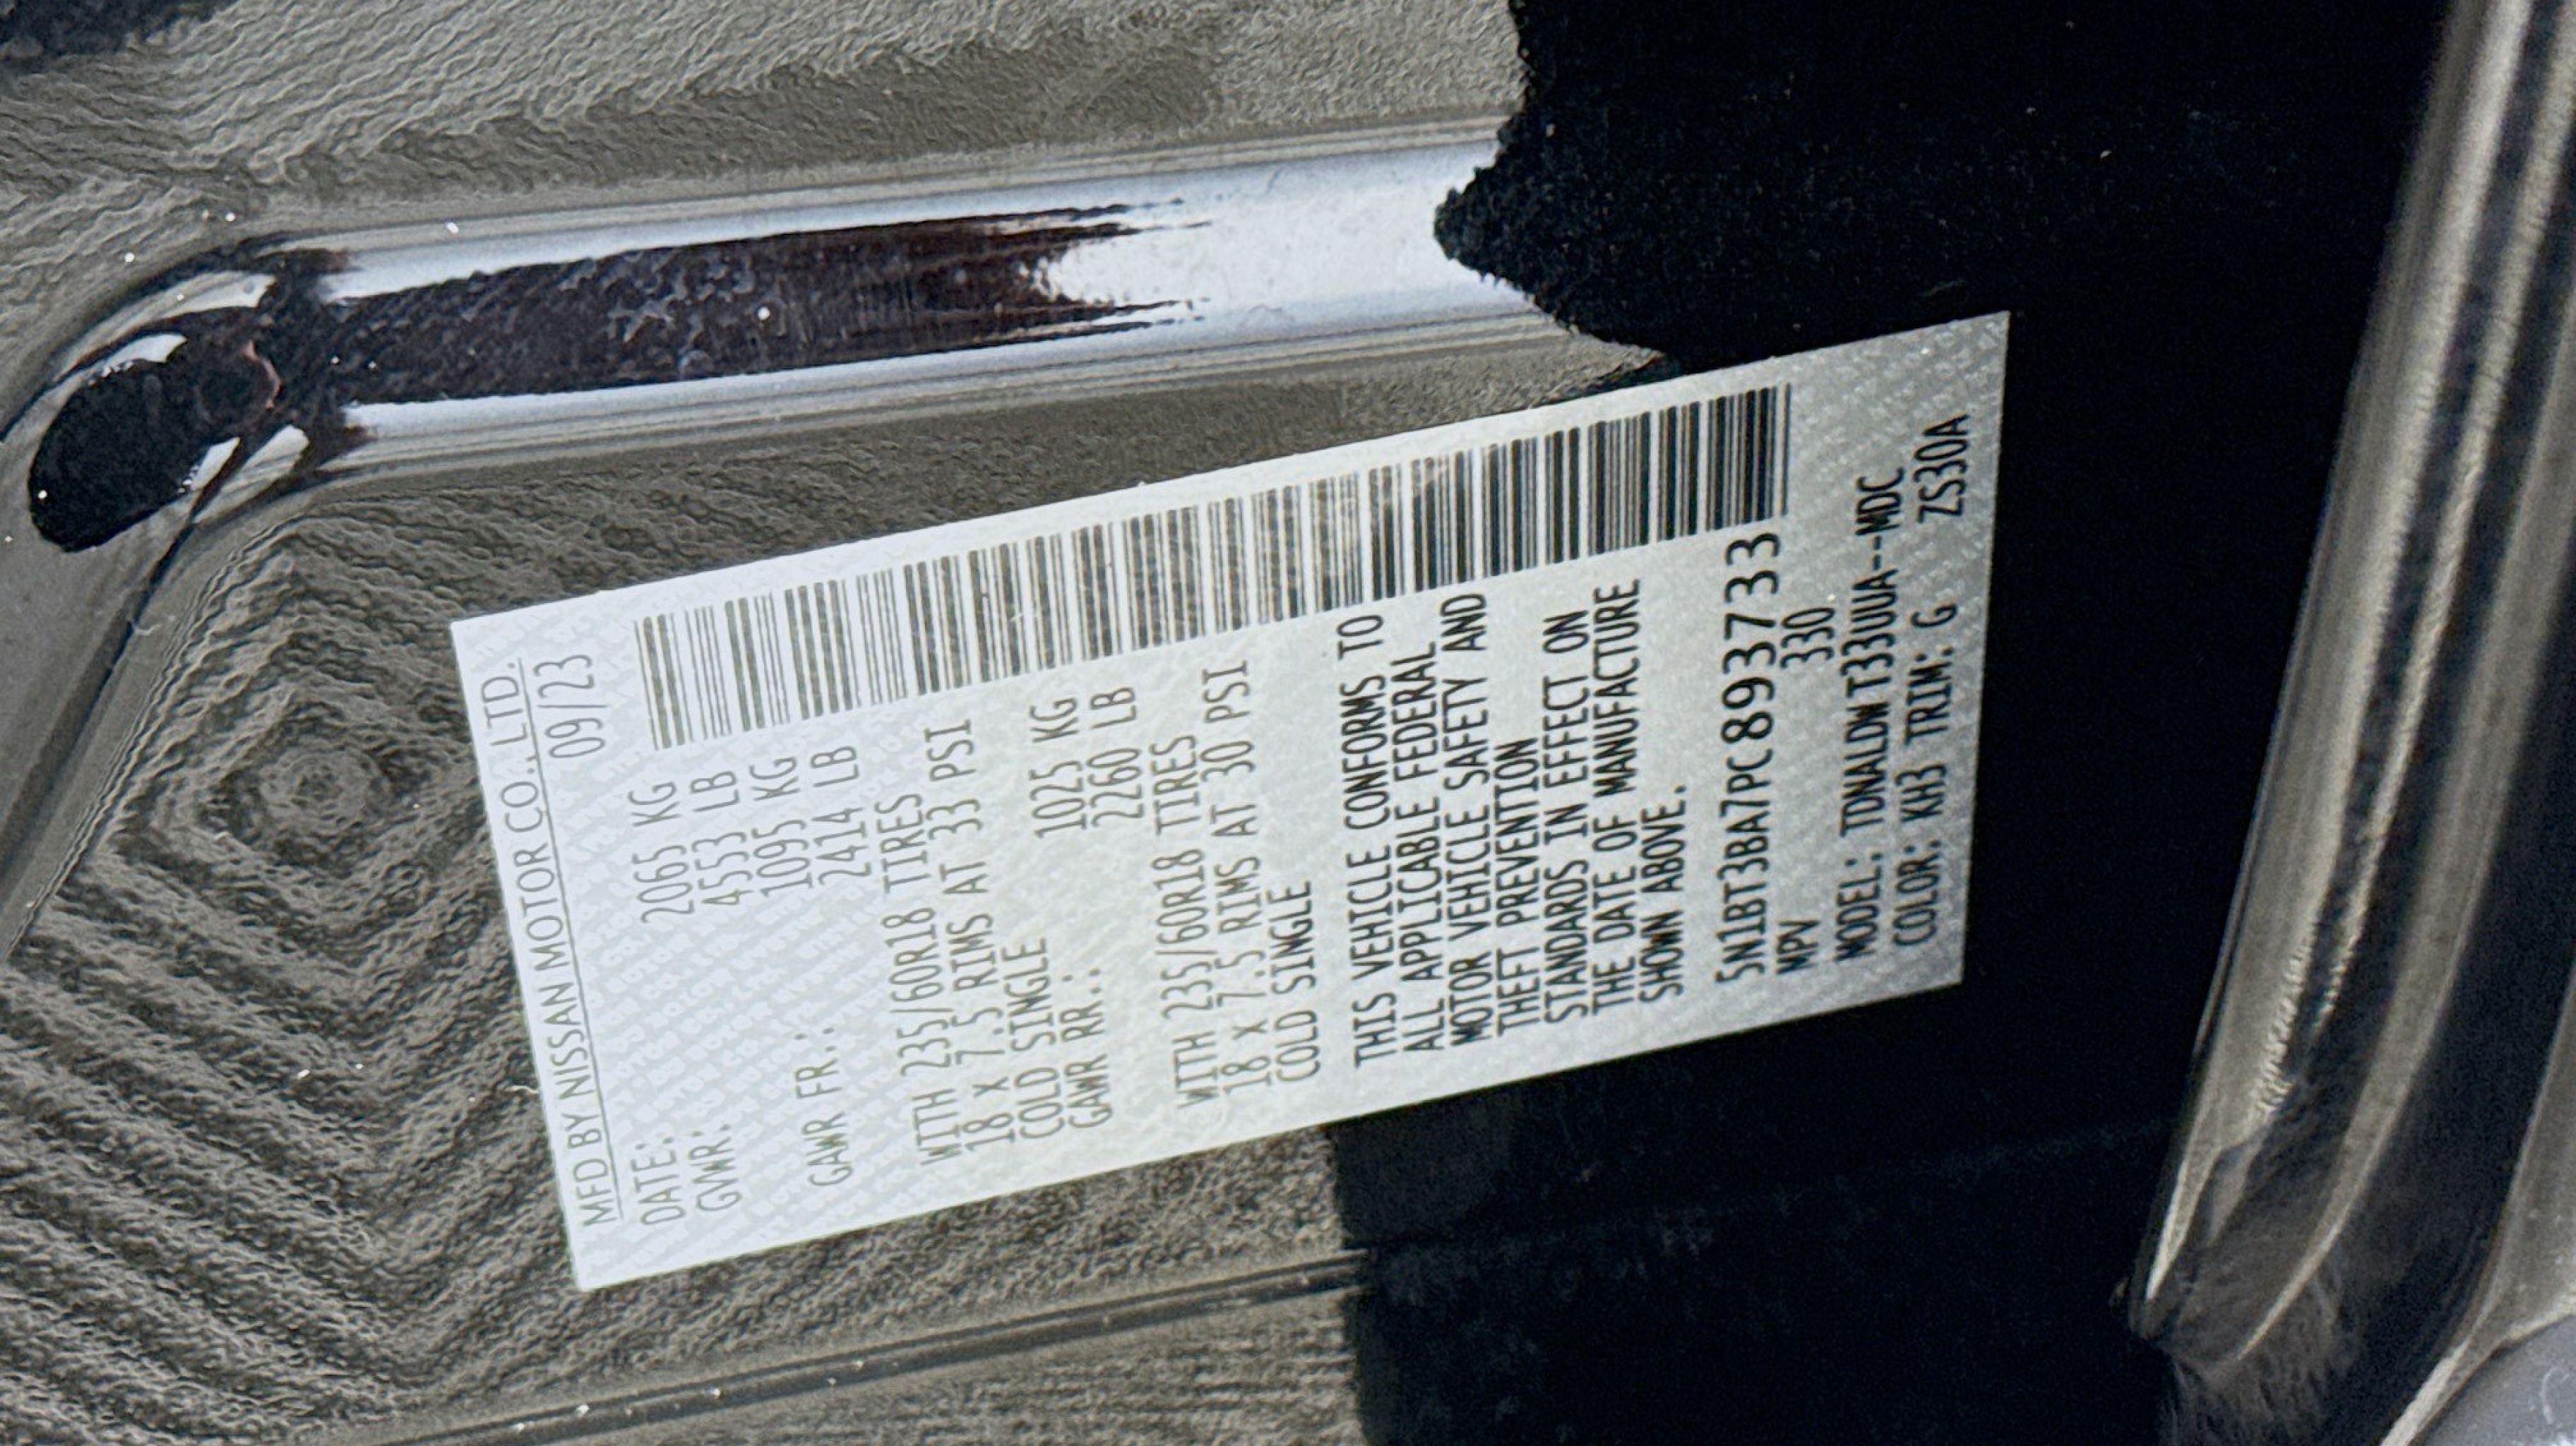 MFD BY NISSAN MOTOR CO., LTD.
DATE: 09/23
GVWR: 2065 KG
4553 LB
1095 KG
GAWR FR.: 2414 LB
WITH 235/60R18 TIRES
18 x 7.5 RIMS AT 33 PSI
COLD SINGLE
GAWR RR.: 1025 KG
2260 LB
WITH 235/60R18 TIRES
18 x 7.5 RIMS AT 30 PSI
COLD SINGLE
THIS VEHICLE CONFORMS TO
ALL APPLICABLE FEDERAL
MOTOR VEHICLE SAFETY AND
THEFT PREVENTION
STANDARDS IN EFFECT ON
THE DATE OF MANUFACTURE
SHOWN ABOVE.
5N1BT3BA7PC893733
MPV 330
MODEL: TDNALDWT33UUA--MDC
COLOR: KH3 TRIM: G ZS30A